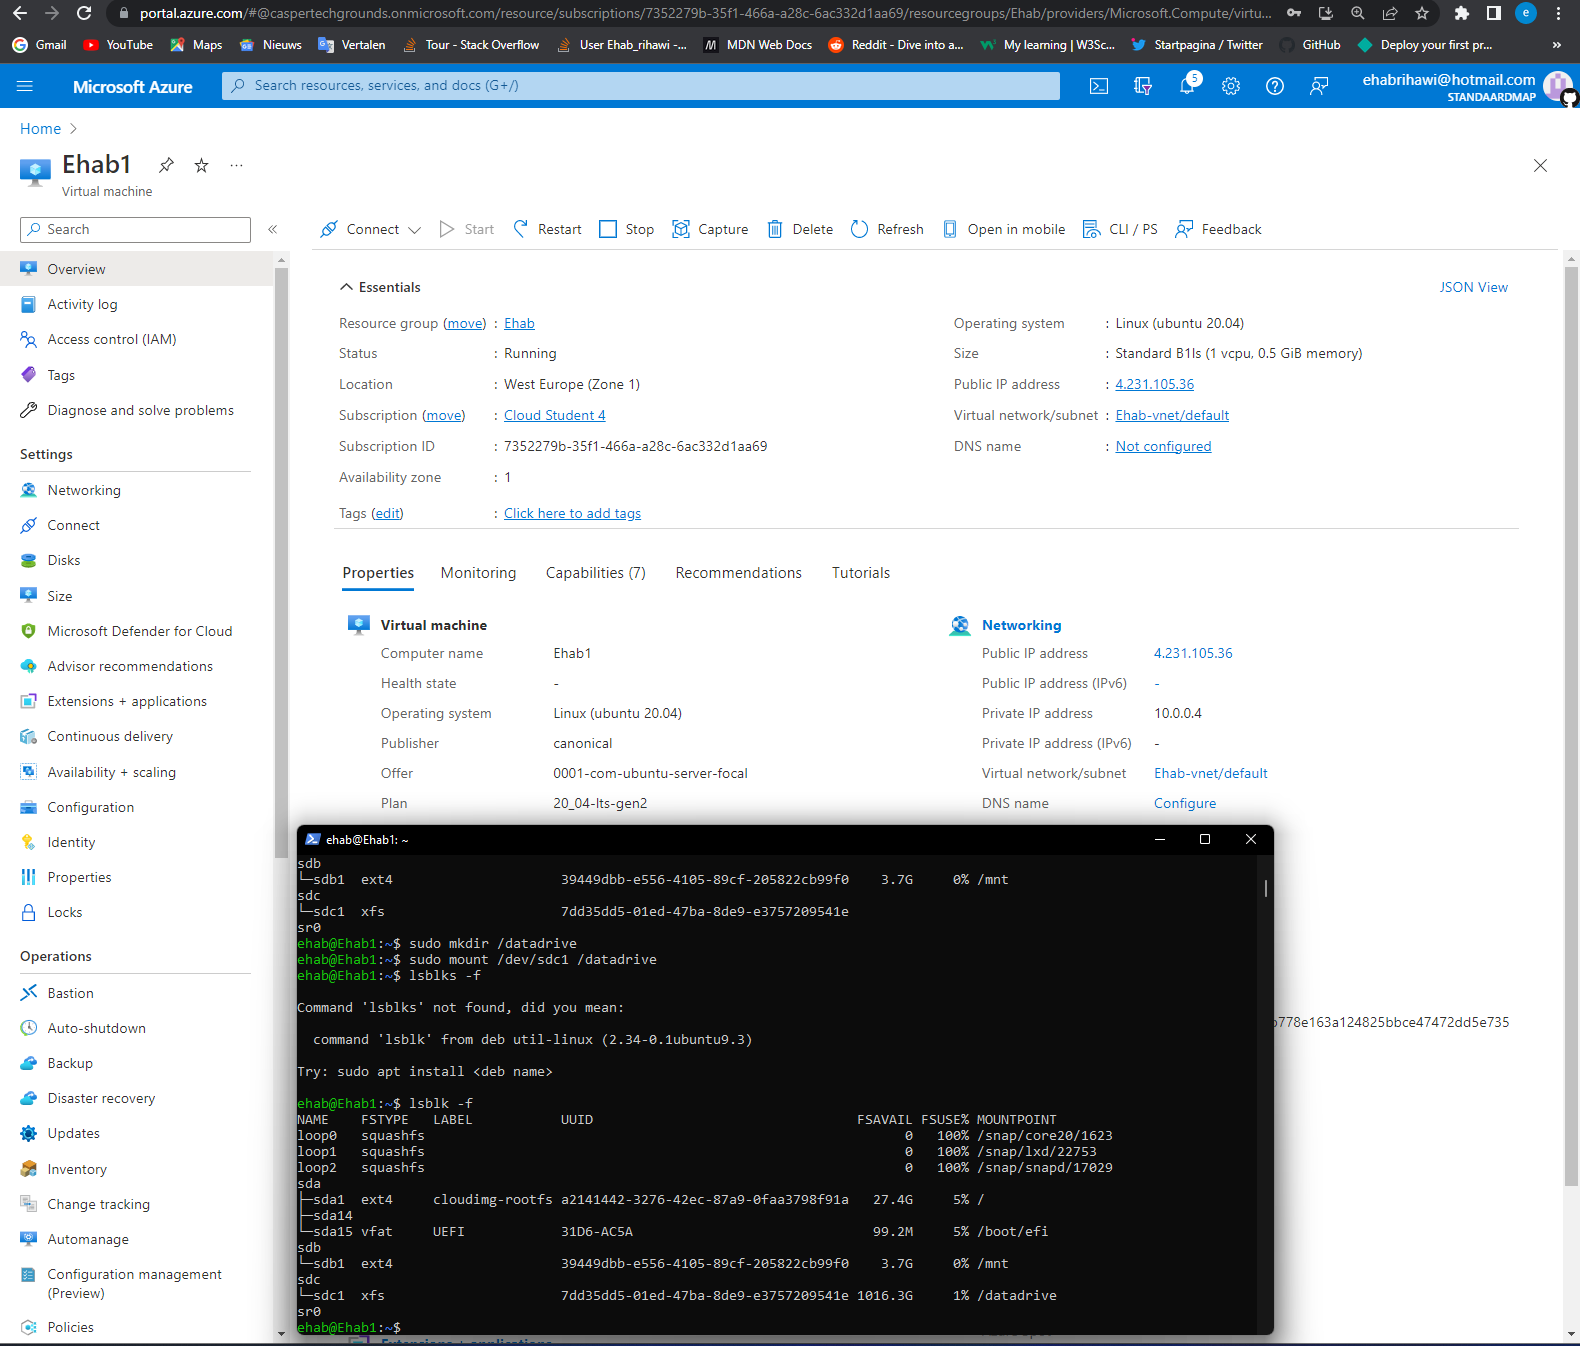 portal.azure.com/#@caspertechgrounds.onmicrosoft.com/resource/subscriptions/7352279b-35f1-466a-a28c-6ac332d1aa69/resourcegroups/Ehab/providers/Microsoft.Compute/virtu...
Gmail YouTube Maps Nieuws Vertalen Tour - Stack Overflow User Ehab_rihawi -... MDN Web Docs Reddit - Dive into a... My learning | W3Sc... Startpagina / Twitter GitHub Deploy your first pr... »
Microsoft Azure Search resources, services, and docs (G+/) 5 ehabrihawi@hotmail.com
STANDAARDMAP
Home >
Ehab1 ...
Virtual machine
Search « Connect Start Restart Stop Capture Delete Refresh Open in mobile CLI / PS Feedback
Overview
Activity log
Access control (IAM)
Tags
Diagnose and solve problems
Settings
Networking
Connect
Disks
Size
Microsoft Defender for Cloud
Advisor recommendations
Extensions + applications
Continuous delivery
Availability + scaling
Configuration
Identity
Properties
Locks
Operations
Bastion
Auto-shutdown
Backup
Disaster recovery
Updates
Inventory
Change tracking
Automanage
Configuration management
(Preview)
Policies
Essentials JSON View
Resource group (move) : Ehab
Status : Running
Location : West Europe (Zone 1)
Subscription (move) : Cloud Student 4
Subscription ID : 7352279b-35f1-466a-a28c-6ac332d1aa69
Availability zone : 1
Tags (edit) : Click here to add tags
Operating system : Linux (ubuntu 20.04)
Size : Standard B1ls (1 vcpu, 0.5 GiB memory)
Public IP address : 4.231.105.36
Virtual network/subnet : Ehab-vnet/default
DNS name : Not configured
Properties Monitoring Capabilities (7) Recommendations Tutorials
Virtual machine
Computer name Ehab1
Health state -
Operating system Linux (ubuntu 20.04)
Publisher canonical
Offer 0001-com-ubuntu-server-focal
Plan 20_04-lts-gen2
Networking
Public IP address 4.231.105.36
Public IP address (IPv6) -
Private IP address 10.0.0.4
Private IP address (IPv6) -
Virtual network/subnet Ehab-vnet/default
DNS name Configure
778e163a124825bbce47472dd5e735
ehab@Ehab1: ~
sdb
└─sdb1 ext4 39449dbb-e556-4105-89cf-205822cb99f0 3.7G 0% /mnt
sdc
└─sdc1 xfs 7dd35dd5-01ed-47ba-8de9-e3757209541e
sr0
ehab@Ehab1:~$ sudo mkdir /datadrive
ehab@Ehab1:~$ sudo mount /dev/sdc1 /datadrive
ehab@Ehab1:~$ lsblks -f
Command 'lsblks' not found, did you mean:
command 'lsblk' from deb util-linux (2.34-0.1ubuntu9.3)
Try: sudo apt install <deb name>
ehab@Ehab1:~$ lsblk -f
NAME FSTYPE LABEL UUID FSAVAIL FSUSE% MOUNTPOINT
loop0 squashfs 0 100% /snap/core20/1623
loop1 squashfs 0 100% /snap/lxd/22753
loop2 squashfs 0 100% /snap/snapd/17029
sda
├─sda1 ext4 cloudimg-rootfs a2141442-3276-42ec-87a9-0faa3798f91a 27.4G 5% /
├─sda14
└─sda15 vfat UEFI 31D6-AC5A 99.2M 5% /boot/efi
sdb
└─sdb1 ext4 39449dbb-e556-4105-89cf-205822cb99f0 3.7G 0% /mnt
sdc
└─sdc1 xfs 7dd35dd5-01ed-47ba-8de9-e3757209541e 1016.3G 1% /datadrive
sr0
ehab@Ehab1:~$